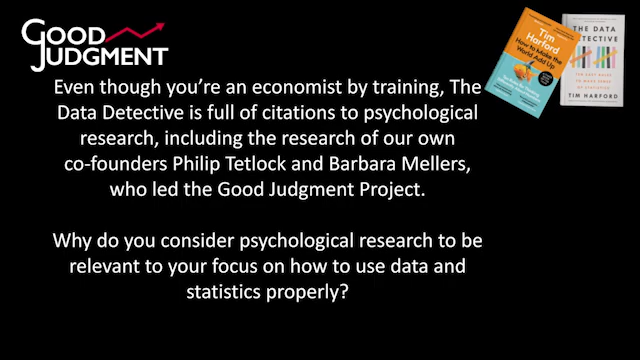 GOOD
JUDGMENT
Tim
Harford
How to Make the
World Add Up
THE DATA
DETECTIVE
TIM HARFORD
Even though you're an economist by training, The
Data Detective is full of citations to psychological
research, including the research of our own
co-founders Philip Tetlock and Barbara Mellers,
who led the Good Judgment Project.
Why do you consider psychological research to be
relevant to your focus on how to use data and
statistics properly?